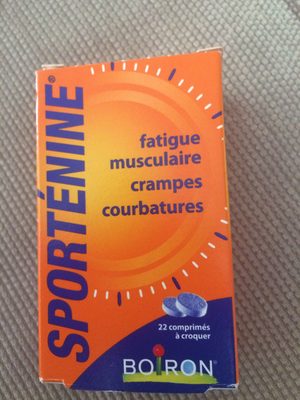 SPORTÉNINE®
fatigue
musculaire
crampes
courbatures
22 comprimés
à croquer
BOIRON®